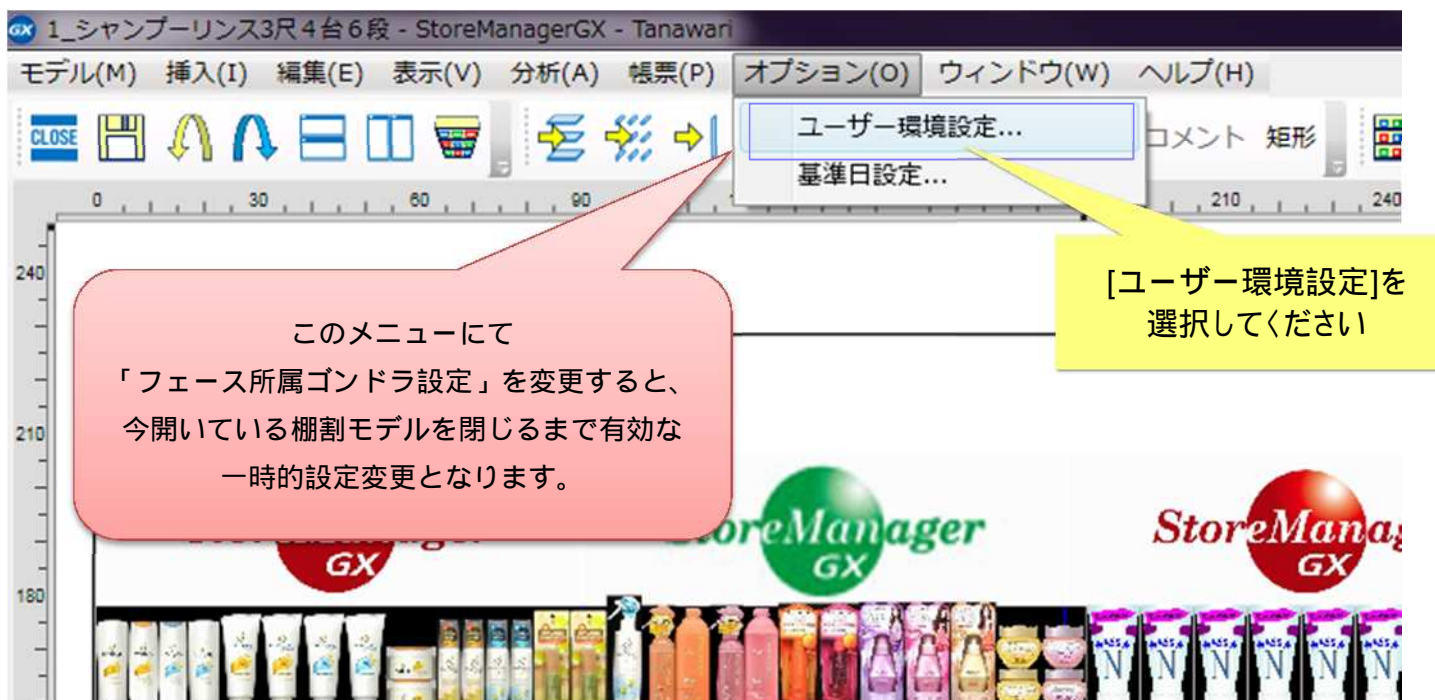 GX 1_シャンプーリンス3尺4台6段 - StoreManagerGX - Tanawari
モデル(M) 挿入(I) 編集(E) 表示(V) 分析(A) 帳票(P) オプション(O) ウィンドウ(W) ヘルプ(H)
CLOSE
ユーザー環境設定...
コメント 矩形
基準日設定...
0 30 60 90 210 240
240
[ユーザー環境設定]を
選択してください
このメニューにて
「フェース所属ゴンドラ設定」を変更すると、
今開いている棚割モデルを閉じるまで有効な
一時的設定変更となります。
210
StoreManager
GX
GX
GX
180